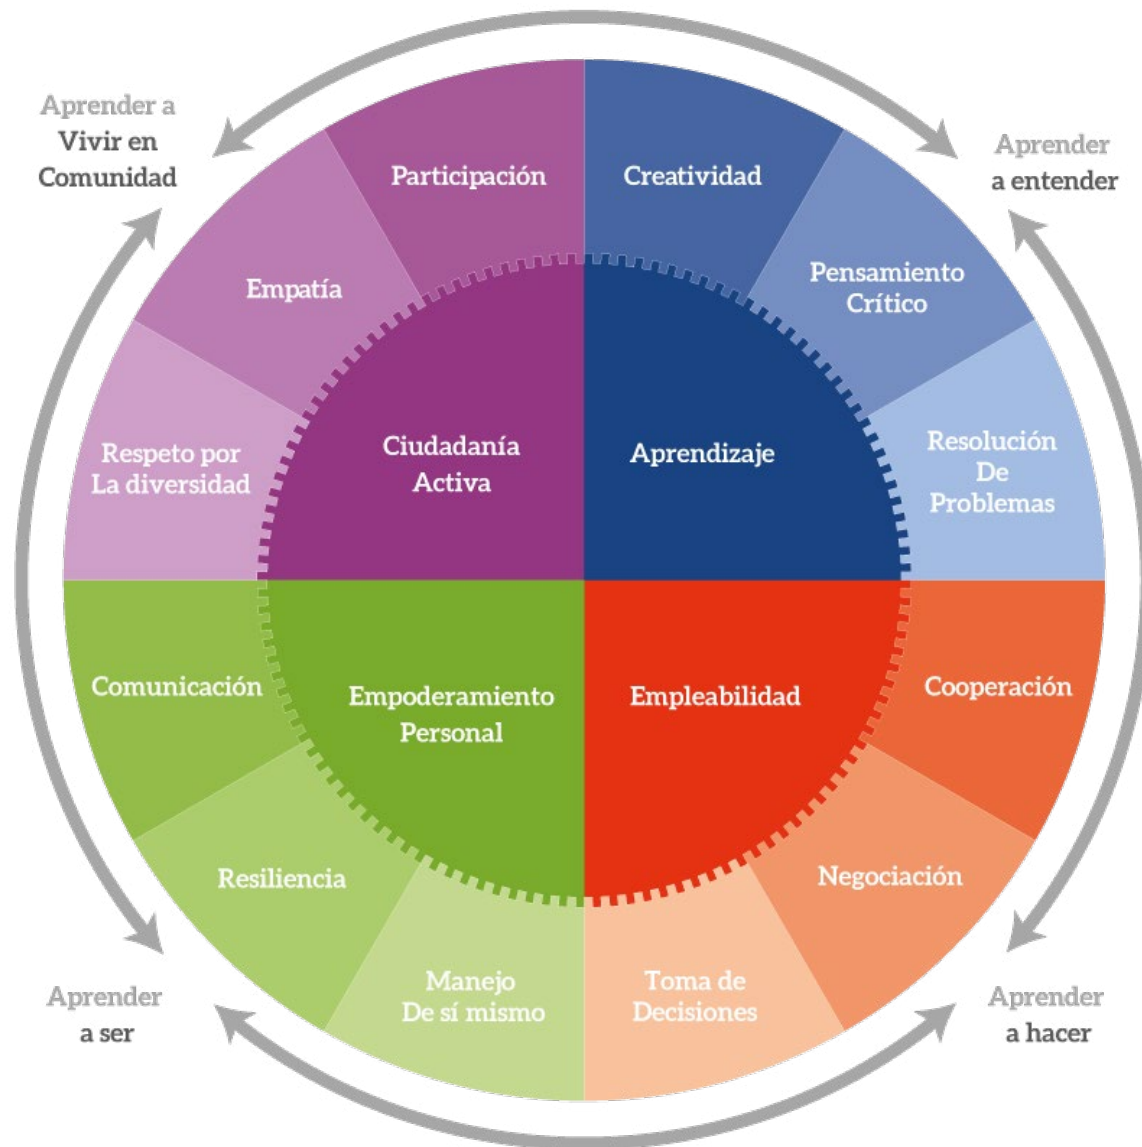 Aprender a
Vivir en
Comunidad
Aprender
a entender
Participación
Creatividad
Empatía
Pensamiento
Crítico
Respeto por
La diversidad
Ciudadanía
Activa
Aprendizaje
Resolución
De
Problemas
Comunicación
Empoderamiento
Personal
Empleabilidad
Cooperación
Resiliencia
Negociación
Manejo
De sí mismo
Toma de
Decisiones
Aprender
a ser
Aprender
a hacer